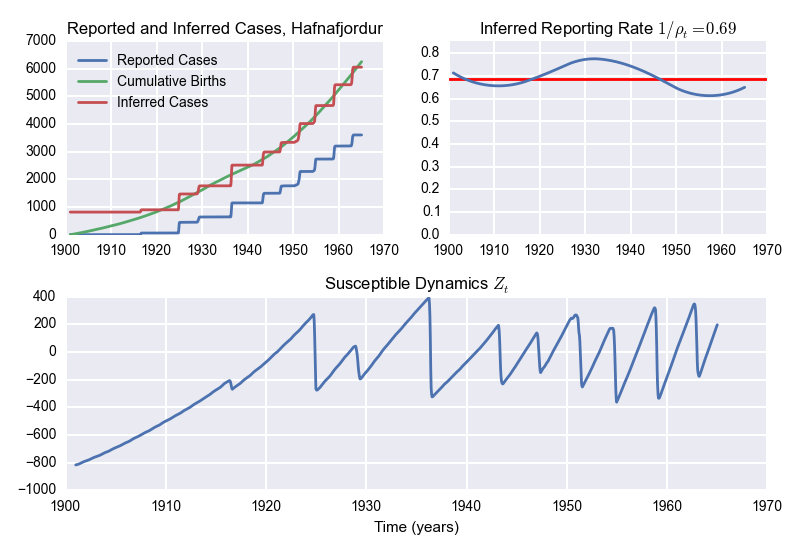 Reported and Inferred Cases, Hafnafjordur
7000
6000
5000
4000
3000
2000
1000
0
Reported Cases
Cumulative Births
Inferred Cases
1900 1910 1920 1930 1940 1950 1960 1970
Inferred Reporting Rate 1/ρt =0.69
0.8
0.7
0.6
0.5
0.4
0.3
0.2
0.1
0.0
1900 1910 1920 1930 1940 1950 1960 1970
Susceptible Dynamics Zt
400
200
0
−200
−400
−600
−800
−1000
1900 1910 1920 1930 1940 1950 1960 1970
Time (years)